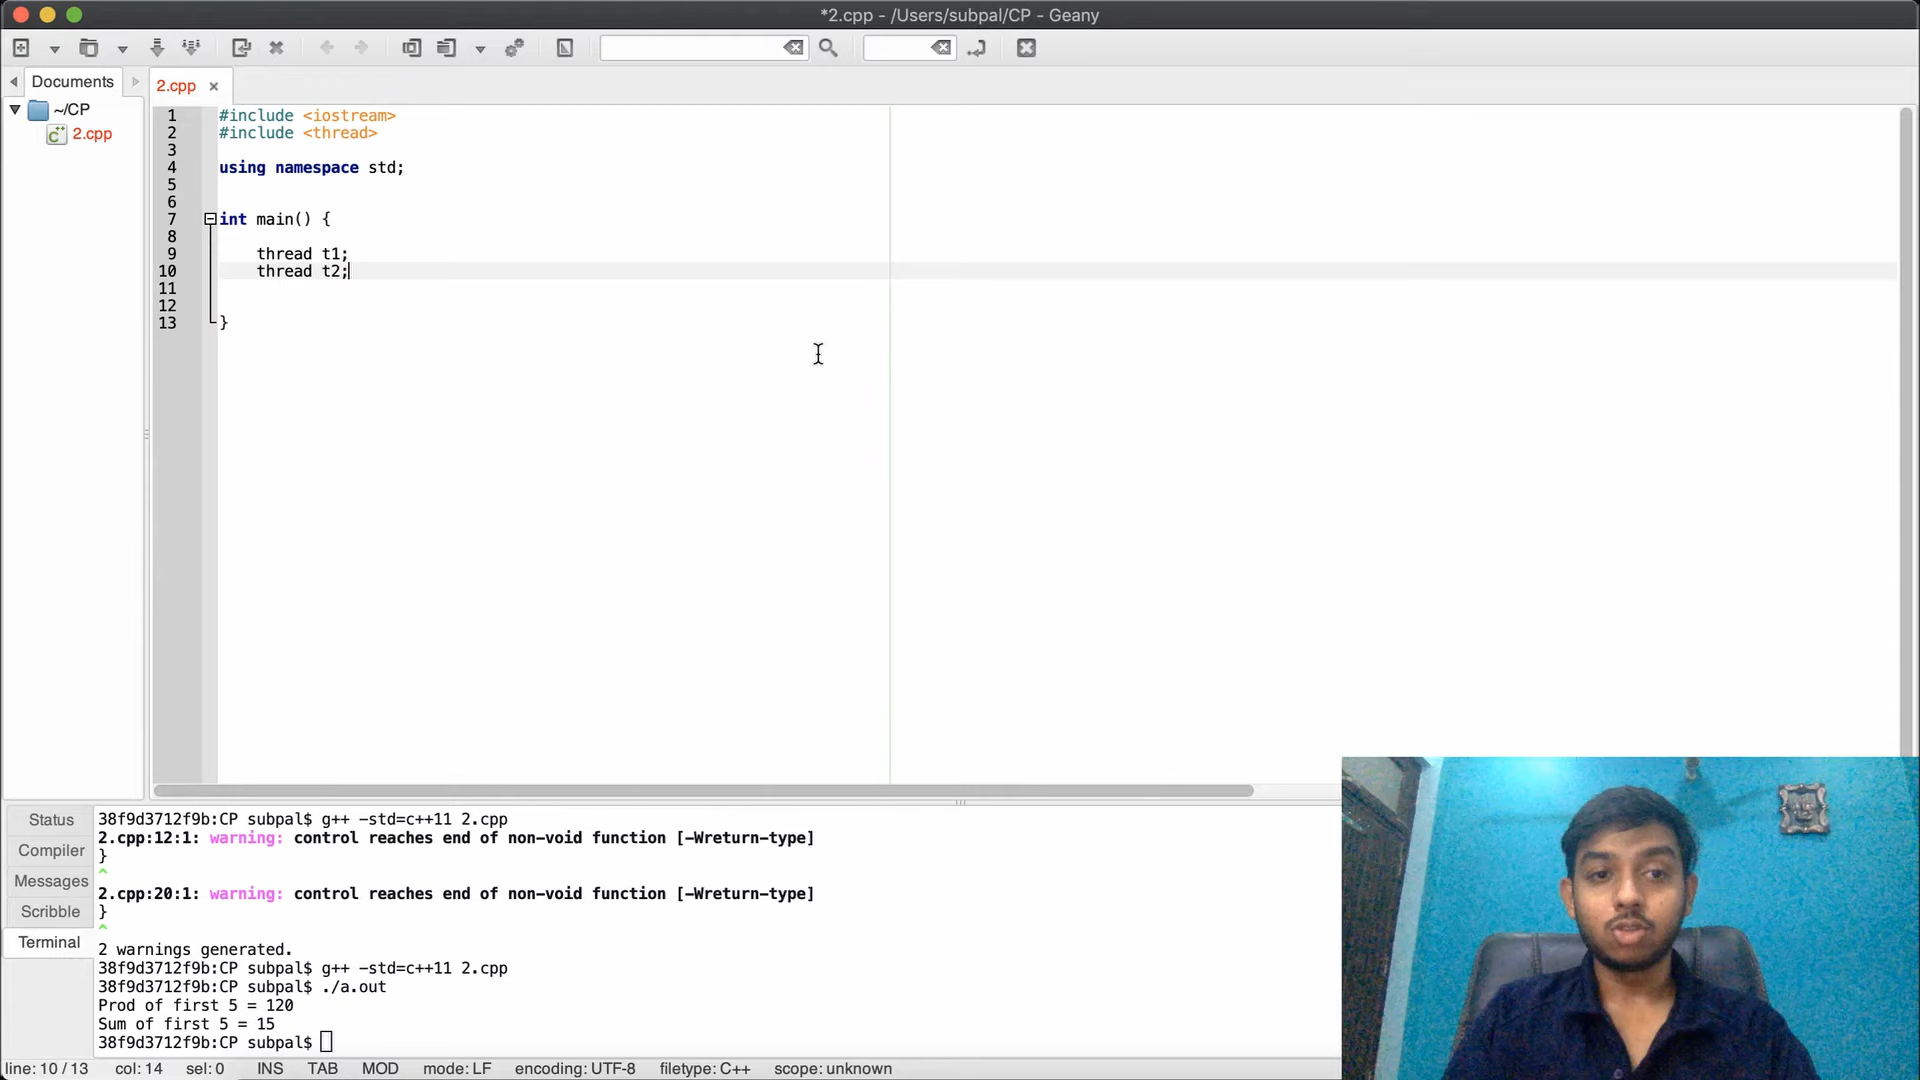 *2.cpp - /Users/subpal/CP - Geany
Documents
2.cpp
~/CP
2.cpp
1 #include <iostream>
2 #include <thread>
3
4 using namespace std;
5
6
7 int main() {
8
9 thread t1;
10 thread t2;
11
12
13 }
Status
Compiler
Messages
Scribble
Terminal
38f9d3712f9b:CP subpal$ g++ -std=c++11 2.cpp
2.cpp:12:1: warning: control reaches end of non-void function [-Wreturn-type]
}
^
2.cpp:20:1: warning: control reaches end of non-void function [-Wreturn-type]
}
^
2 warnings generated.
38f9d3712f9b:CP subpal$ g++ -std=c++11 2.cpp
38f9d3712f9b:CP subpal$ ./a.out
Prod of first 5 = 120
Sum of first 5 = 15
38f9d3712f9b:CP subpal$
line: 10 / 13 col: 14 sel: 0 INS TAB MOD mode: LF encoding: UTF-8 filetype: C++ scope: unknown